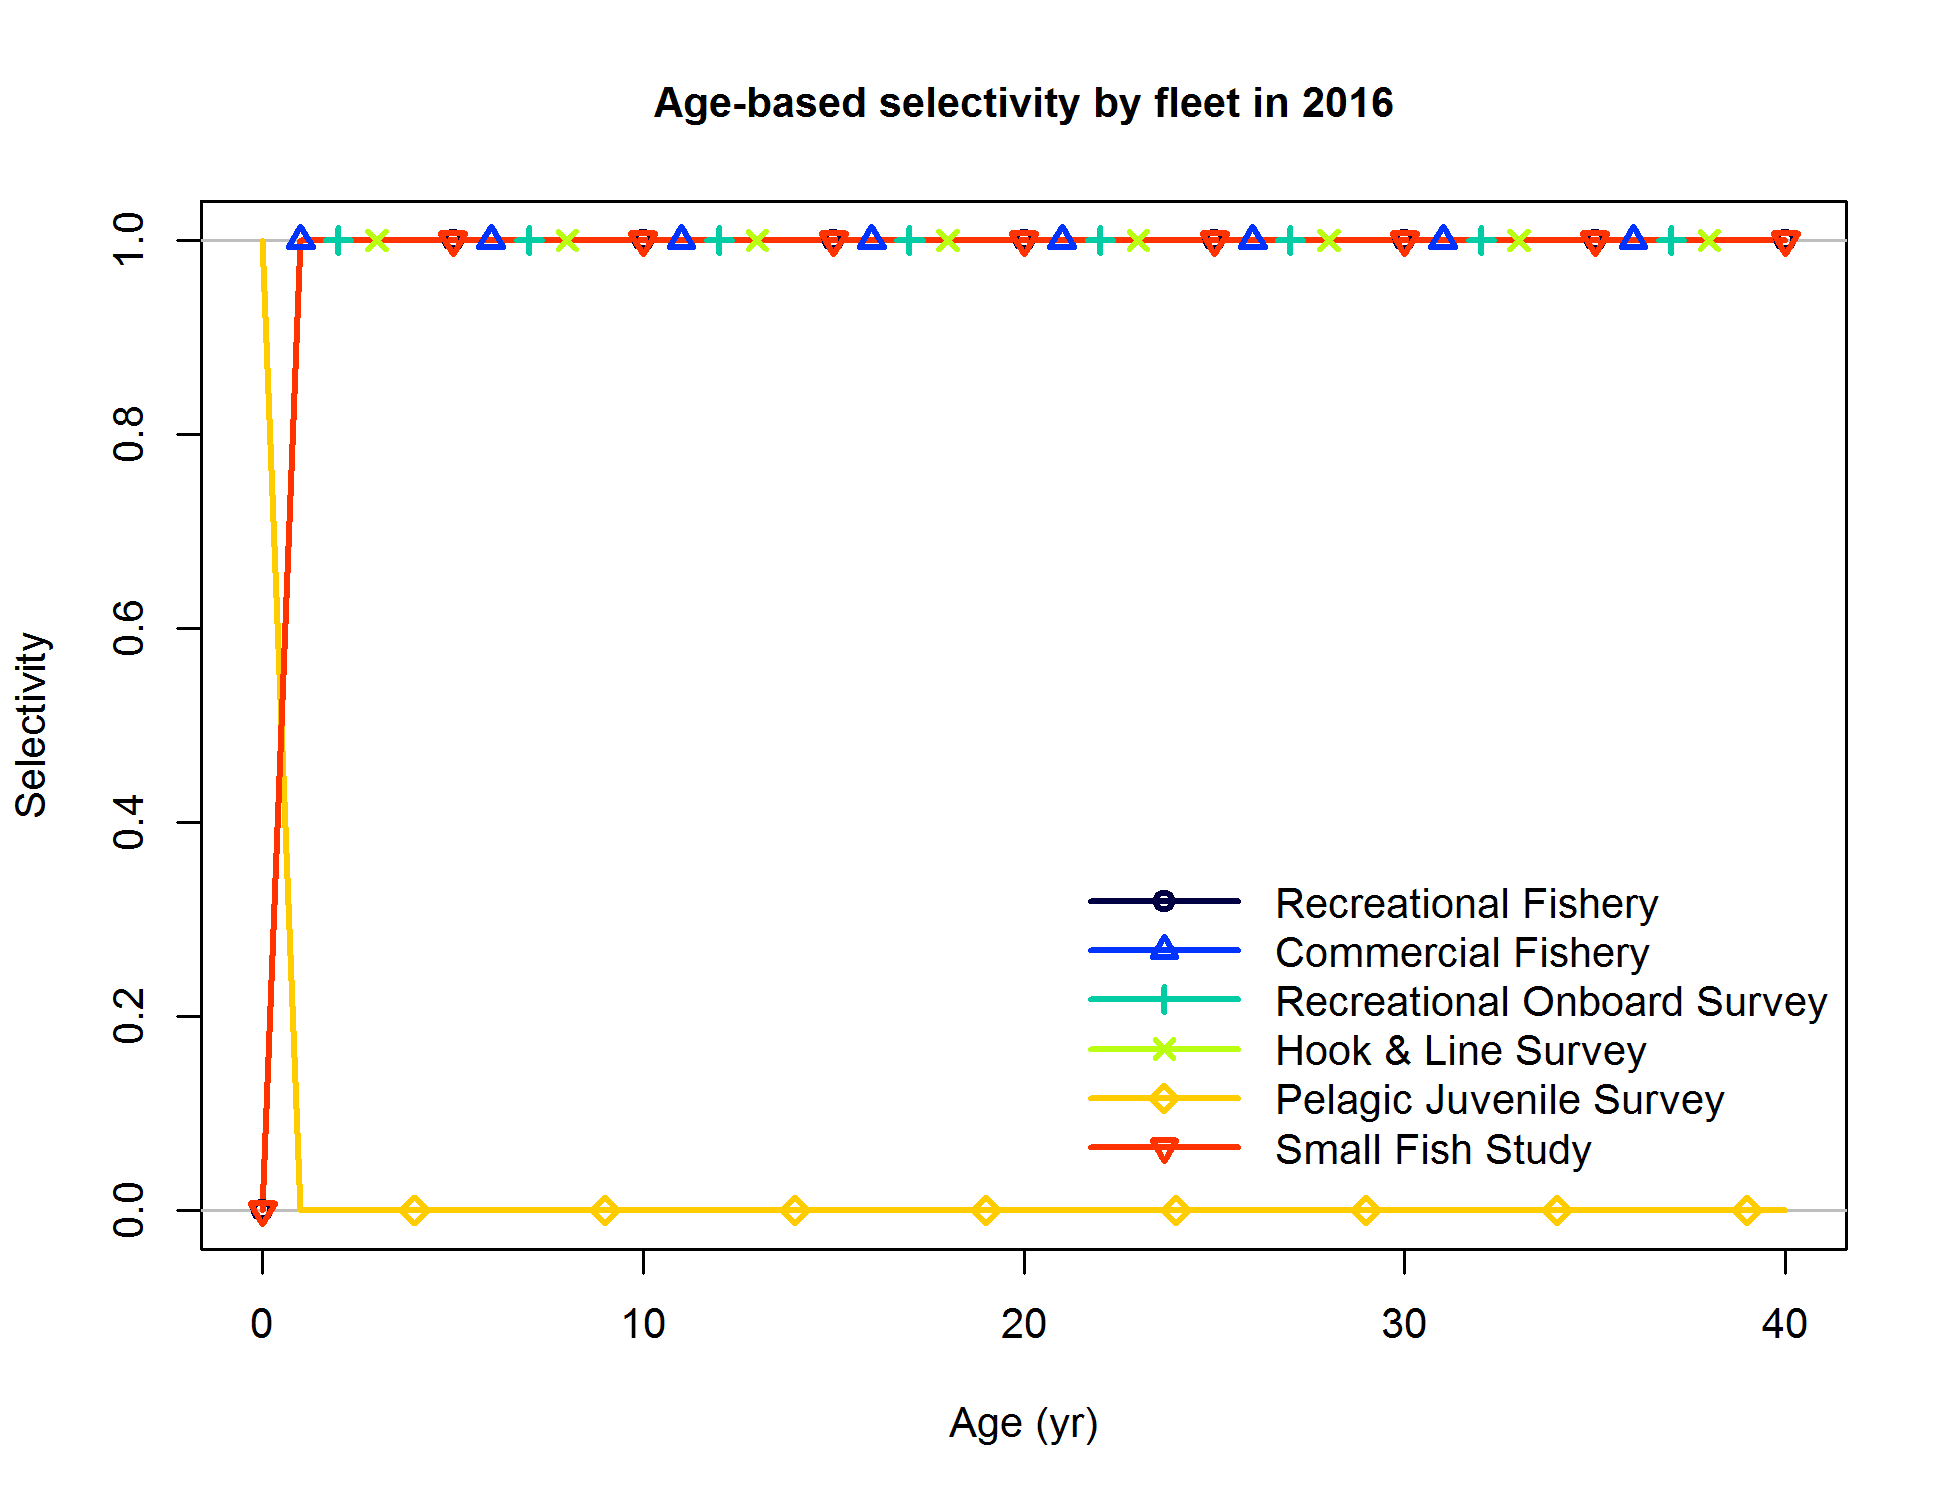 Age-based selectivity by fleet in 2016
Selectivity
1.0
0.8
0.6
0.4
0.2
0.0
Recreational Fishery
Commercial Fishery
Recreational Onboard Survey
Hook & Line Survey
Pelagic Juvenile Survey
Small Fish Study
0 10 20 30 40
Age (yr)